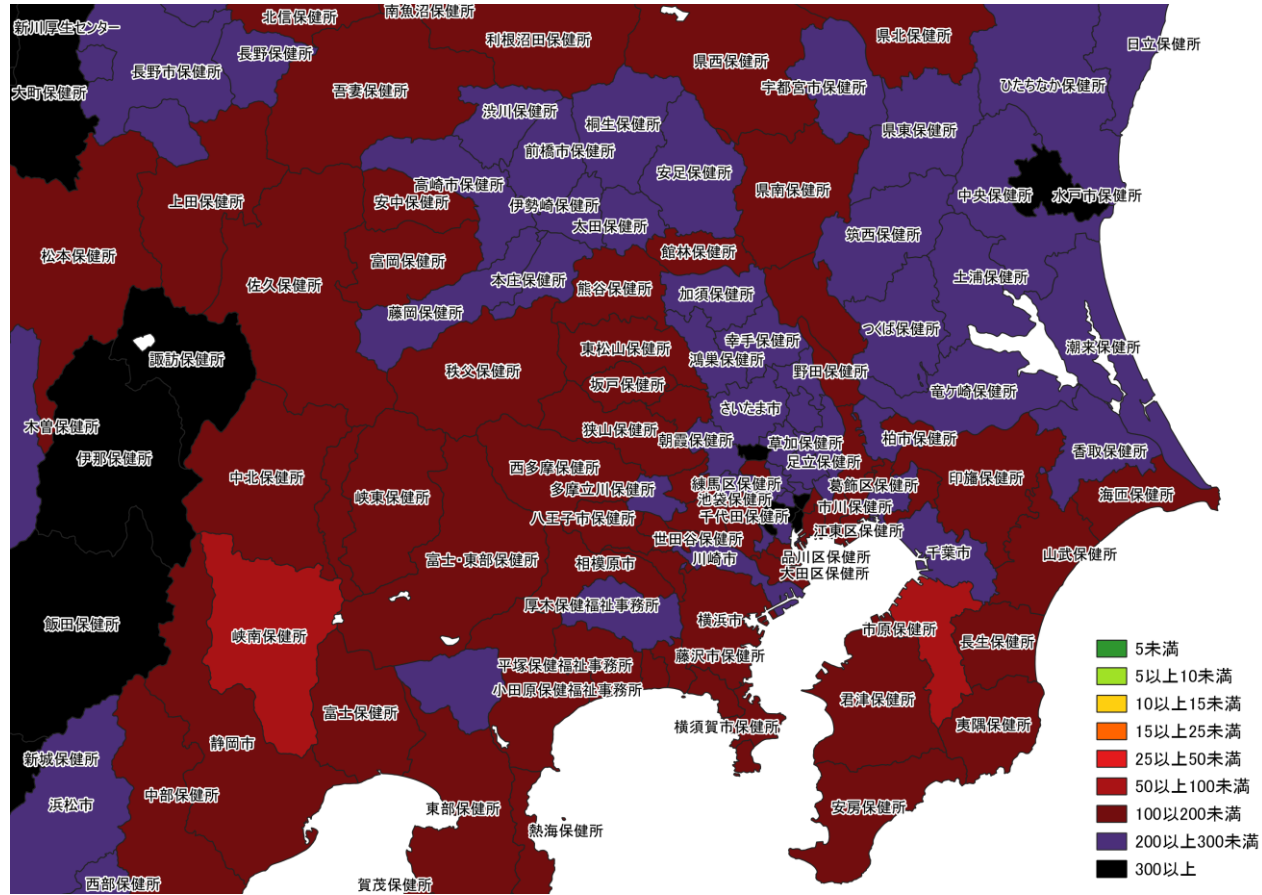 新川厚生センター
北信保健所
南魚沼保健所
利根沼田保健所
県西保健所
県北保健所
日立保健所
長野保健所
長野市保健所
大町保健所
吾妻保健所
宇都宮市保健所
ひたちなか保健所
渋川保健所
桐生保健所
県東保健所
前橋市保健所
安足保健所
高崎市保健所
県南保健所
中央保健所
水戸市保健所
上田保健所
安中保健所
伊勢崎保健所
太田保健所
筑西保健所
松本保健所
富岡保健所
館林保健所
佐久保健所
本庄保健所
熊谷保健所
加須保健所
土浦保健所
藤岡保健所
つくば保健所
幸手保健所
東松山保健所
鴻巣保健所
潮来保健所
諏訪保健所
秩父保健所
坂戸保健所
野田保健所
竜ケ崎保健所
さいたま市
木曽保健所
狭山保健所
朝霞保健所
草加保健所
柏市保健所
香取保健所
伊那保健所
中北保健所
峡東保健所
西多摩保健所
足立保健所
多摩立川保健所
練馬区保健所
葛飾区保健所
印旛保健所
池袋保健所
市川保健所
海匝保健所
八王子市保健所
千代田保健所
江東区保健所
世田谷保健所
品川区保健所
千葉市
山武保健所
富士・東部保健所
相模原市
川崎市
大田区保健所
厚木保健福祉事務所
横浜市
飯田保健所
峡南保健所
市原保健所
長生保健所
藤沢市保健所
平塚保健福祉事務所
小田原保健福祉事務所
君津保健所
富士保健所
横須賀市保健所
夷隅保健所
静岡市
新城保健所
浜松市
中部保健所
東部保健所
熱海保健所
安房保健所
西部保健所
賀茂保健所
5未満
5以上10未満
10以上15未満
15以上25未満
25以上50未満
50以上100未満
100以200未満
200以上300未満
300以上